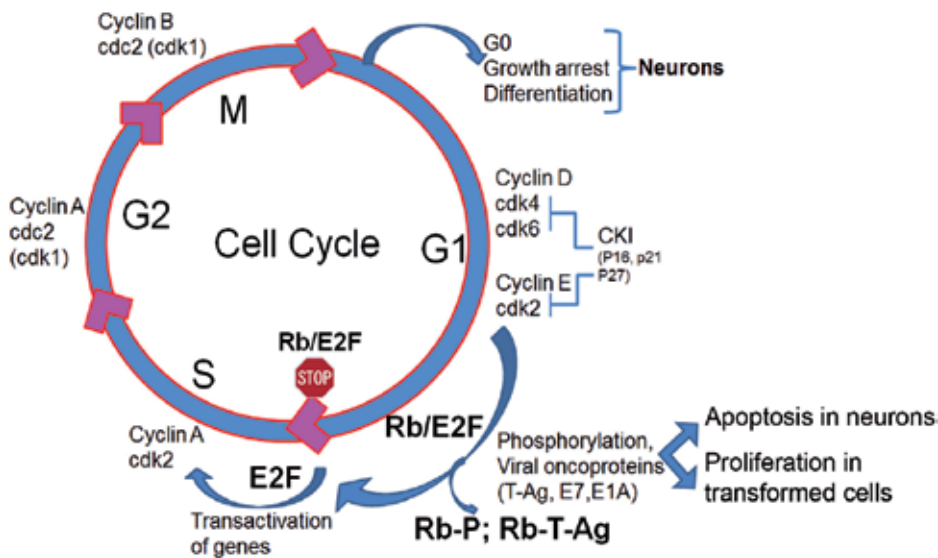 Cyclin B
cdc2 (cdk1)
G0
Growth arrest
Differentiation
Neurons
M
Cyclin A
cdc2
(cdk1)
G2
Cell Cycle
G1
Cyclin D
cdk4
cdk6
CKI
(P16, p21
P27)
Cyclin E
cdk2
Rb/E2F
STOP
S
Cyclin A
cdk2
E2F
Transactivation
of genes
Rb/E2F
Phosphorylation,
Viral oncoproteins
(T-Ag, E7,E1A)
Rb-P; Rb-T-Ag
Apoptosis in neurons
Proliferation in
transformed cells